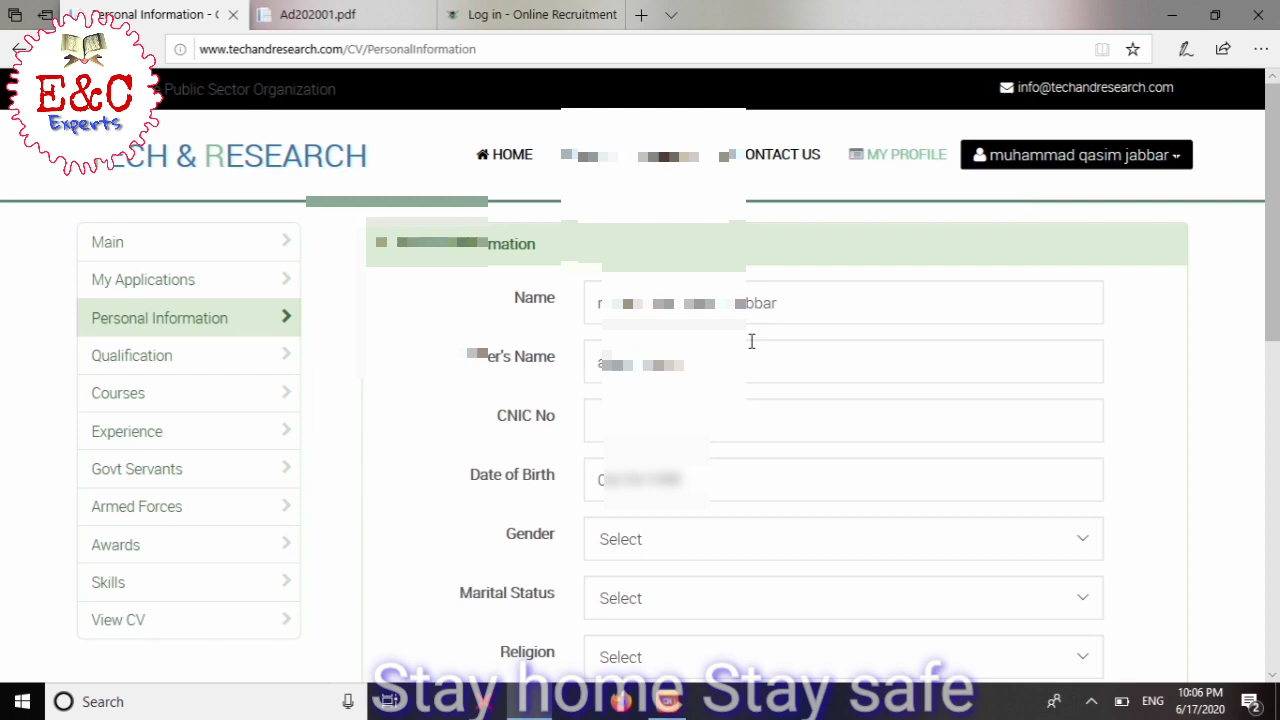 Personal Information - C
Ad202001.pdf
Log in - Online Recruitment
www.techandresearch.com/CV/PersonalInformation
E&C
Experts
Public Sector Organization
info@techandresearch.com
TECH & RESEARCH
HOME
CONTACT US
MY PROFILE
muhammad qasim jabbar
Main
My Applications
Personal Information
Qualification
Courses
Experience
Govt Servants
Armed Forces
Awards
Skills
View CV
Name
er's Name
CNIC No
Date of Birth
Gender
Select
Marital Status
Select
Religion
Select
Stay home Stay safe
Search
ENG
10:06 PM
6/17/2020
2